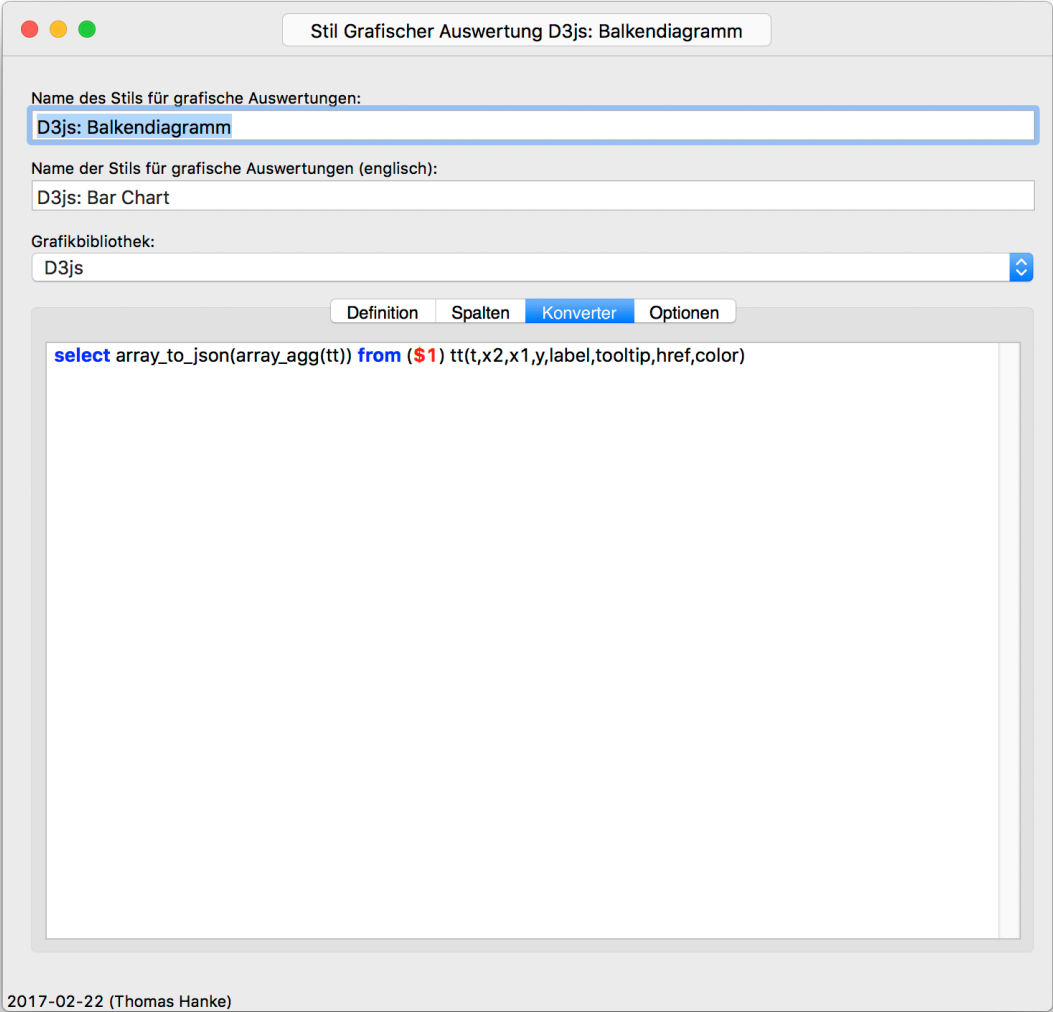 Stil Grafischer Auswertung D3js: Balkendiagramm
Name des Stils für grafische Auswertungen:
D3js: Balkendiagramm
Name der Stils für grafische Auswertungen (englisch):
D3js: Bar Chart
Grafikbibliothek:
D3js
Definition Spalten Konverter Optionen
select array_to_json(array_agg(tt)) from ($1) tt(t,x2,x1,y,label,tooltip,href,color)
2017-02-22 (Thomas Hanke)